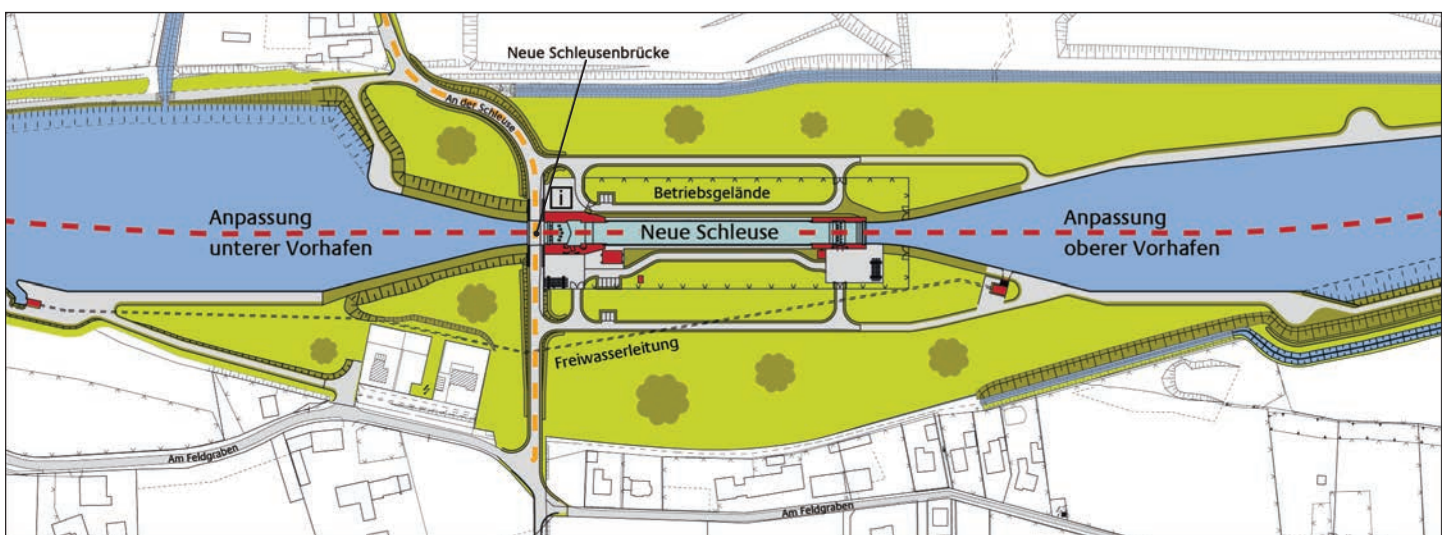 Neue Schleusenbrücke
An der Schleuse
i
Betriebsgelände
Anpassung
unterer Vorhafen
Neue Schleuse
Anpassung
oberer Vorhafen
Freiwasserleitung
Am Feldgraben
Am Feldgraben